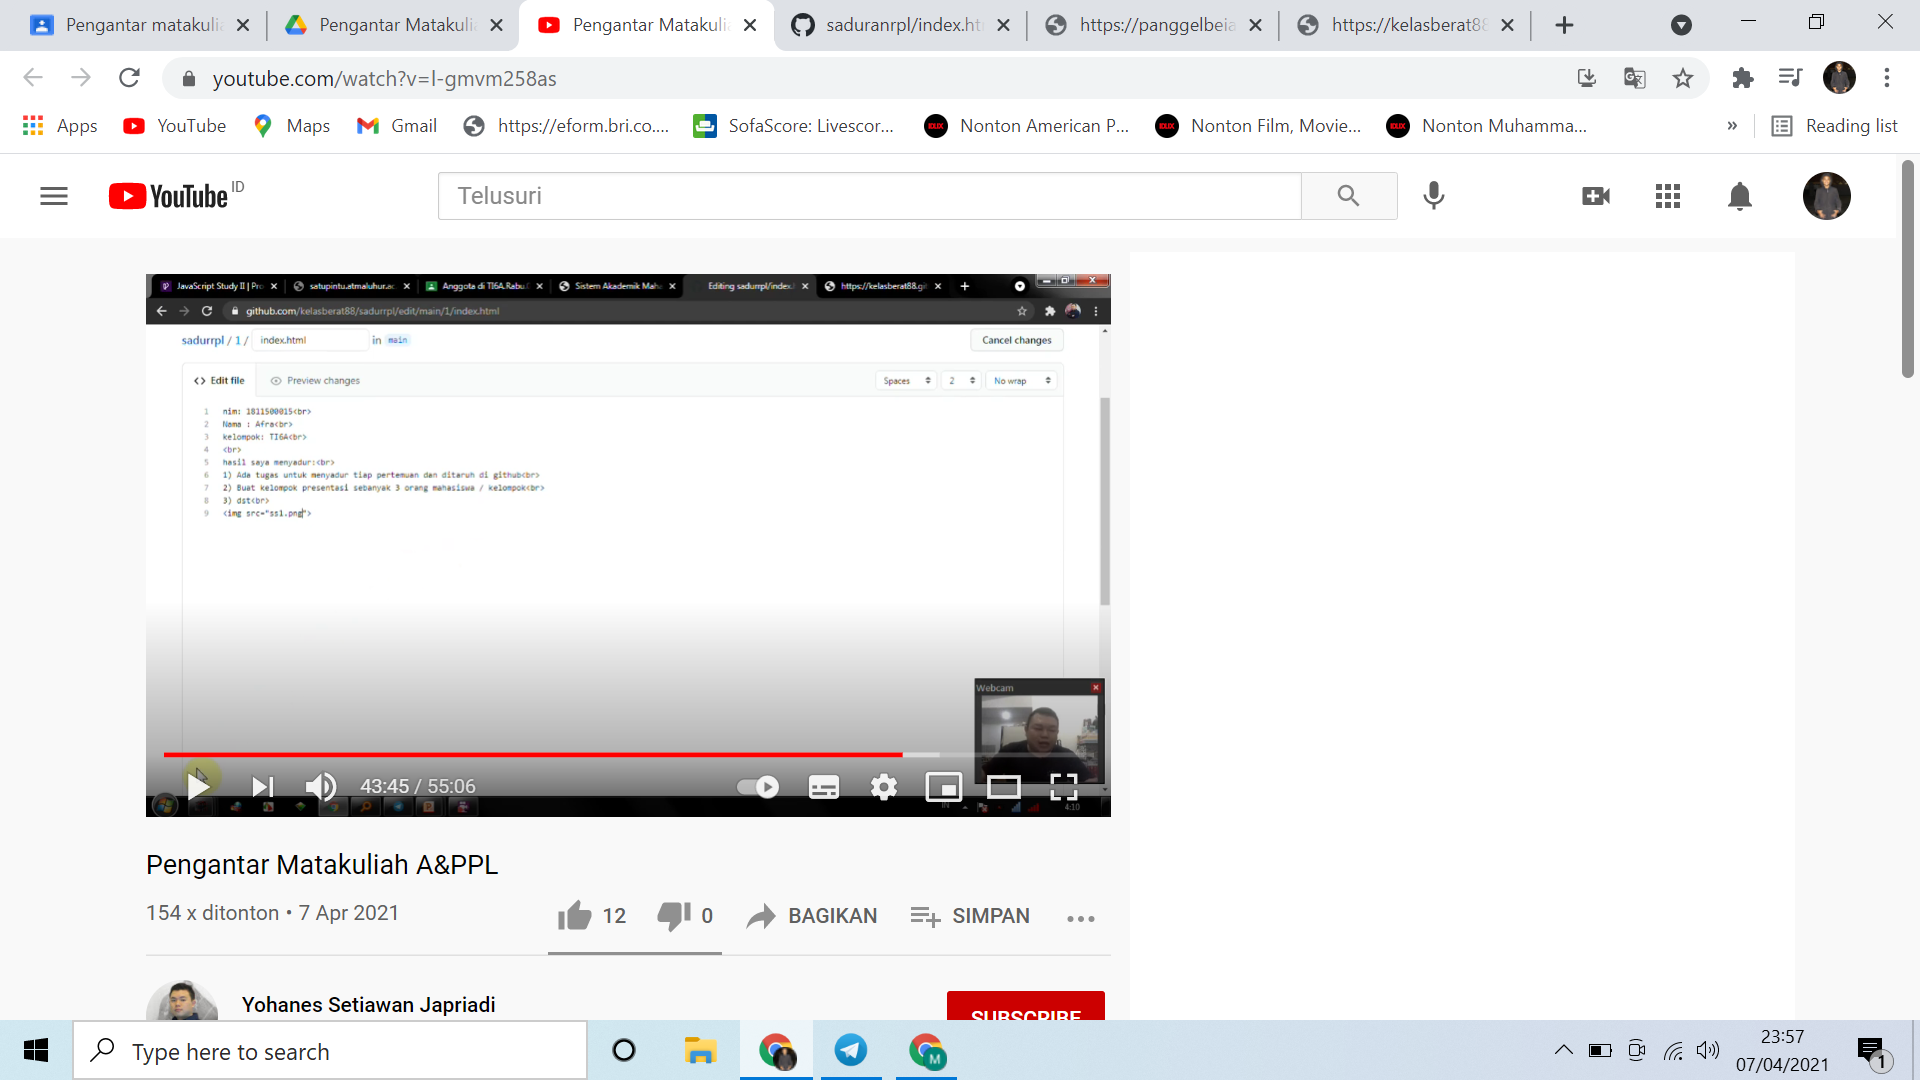 Pengantar matakuli
Pengantar Matakuli
Pengantar Matakuli
saduranrpl/index.ht
https://panggelbeia
https://kelasberat88
youtube.com/watch?v=l-gmvm258as
Apps
YouTube
Maps
Gmail
https://eform.bri.co....
SofaScore: Livescor...
Nonton American P...
Nonton Film, Movie...
Nonton Muhamma...
»
Reading list
YouTube ID
Telusuri
JavaScript Study II | Pro
satupintu.atmaluhur.ac
Anggota di TI6A.Rabu.
Sistem Akademik Maha
Editing sadurrpl/index.
https://kelasberat88.gi
github.com/kelasberat88/sadurrpl/edit/main/1/index.html
sadurrpl / 1 / index.html in main
Cancel changes
<> Edit file
Preview changes
Spaces
2
No wrap
1 nim: 1811500015<br>
2 Nama : Afra<br>
3 kelompok: TI6A<br>
4 <br>
5 hasil saya menyadur:<br>
6 1) Ada tugas untuk menyadur tiap pertemuan dan ditaruh di github<br>
7 2) Buat kelompok presentasi sebanyak 3 orang mahasiswa / kelompok<br>
8 3) dst<br>
9 <img src="ss1.png">
Webcam
43:45 / 55:06
IN
4:10
Pengantar Matakuliah A&PPL
154 x ditonton • 7 Apr 2021
12
0
BAGIKAN
SIMPAN
Yohanes Setiawan Japriadi
SUBSCRIBE
Type here to search
M
23:57
07/04/2021
1